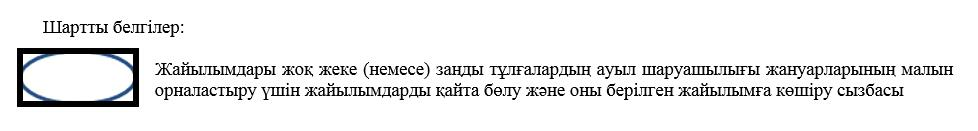 Шартты белгілер:
Жайылымдары жоқ жеке (немесе) заңды тұлғалардың ауыл шаруашылығы жануарларының малын
орналастыру үшін жайылымдарды қайта бөлу және оны берілген жайылымға көшіру сызбасы